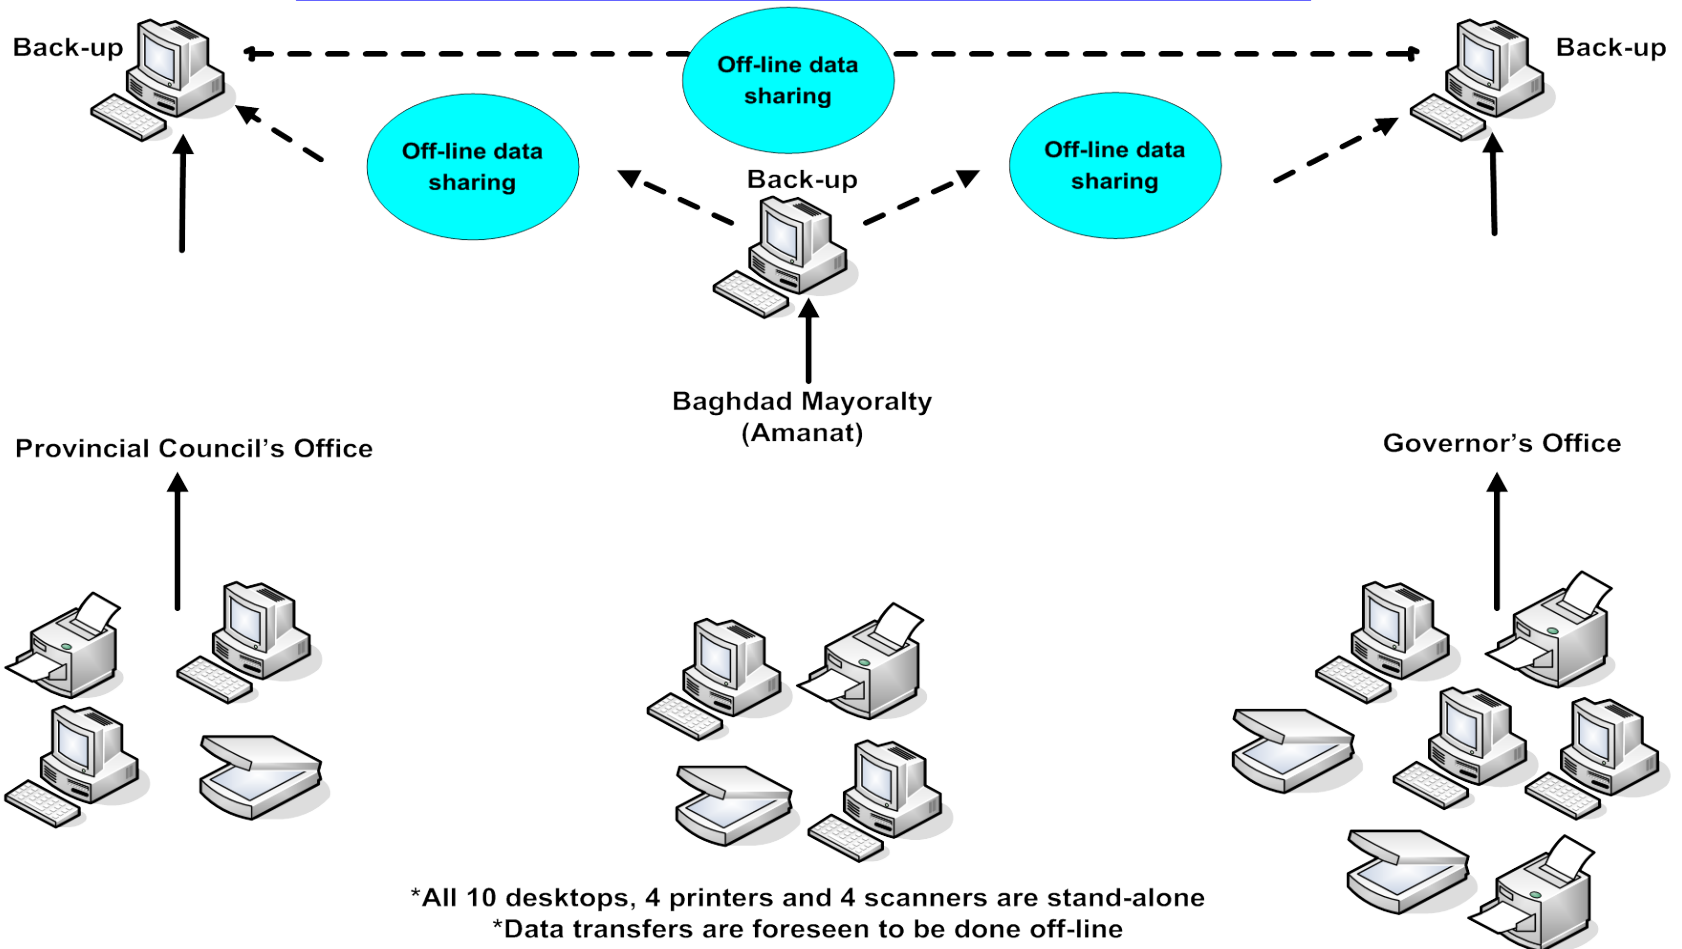 Back-up
Off-line data
sharing
Back-up
Off-line data
sharing
Off-line data
sharing
Back-up
Baghdad Mayoralty
(Amanat)
Provincial Council’s Office
Governor’s Office
*All 10 desktops, 4 printers and 4 scanners are stand-alone
*Data transfers are foreseen to be done off-line